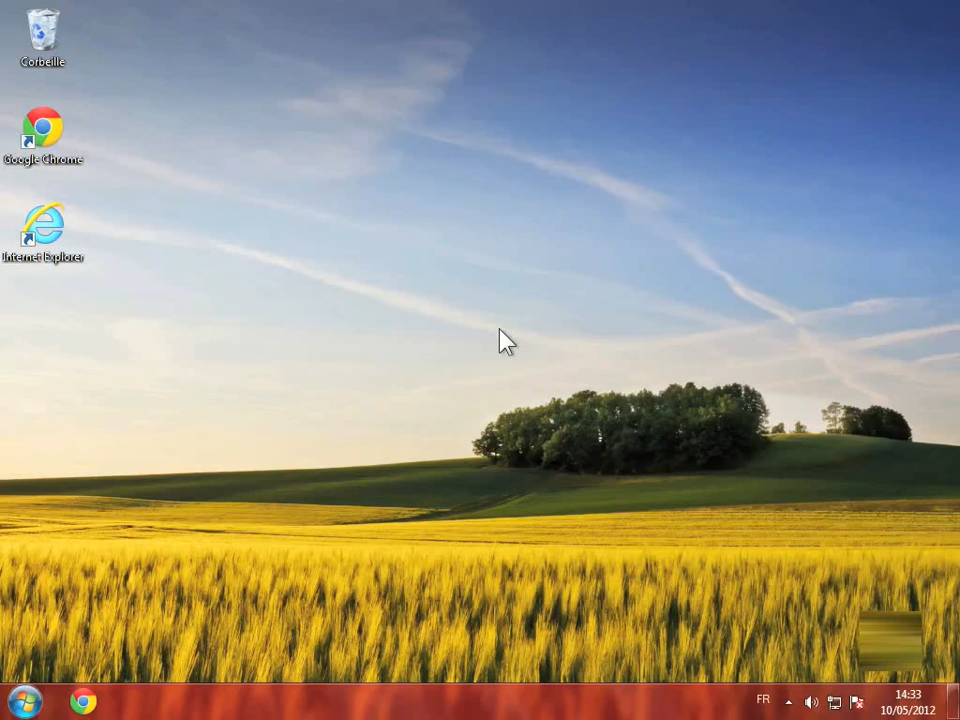 Corbeille
Google Chrome
Internet Explorer
FR
14:33
10/05/2012